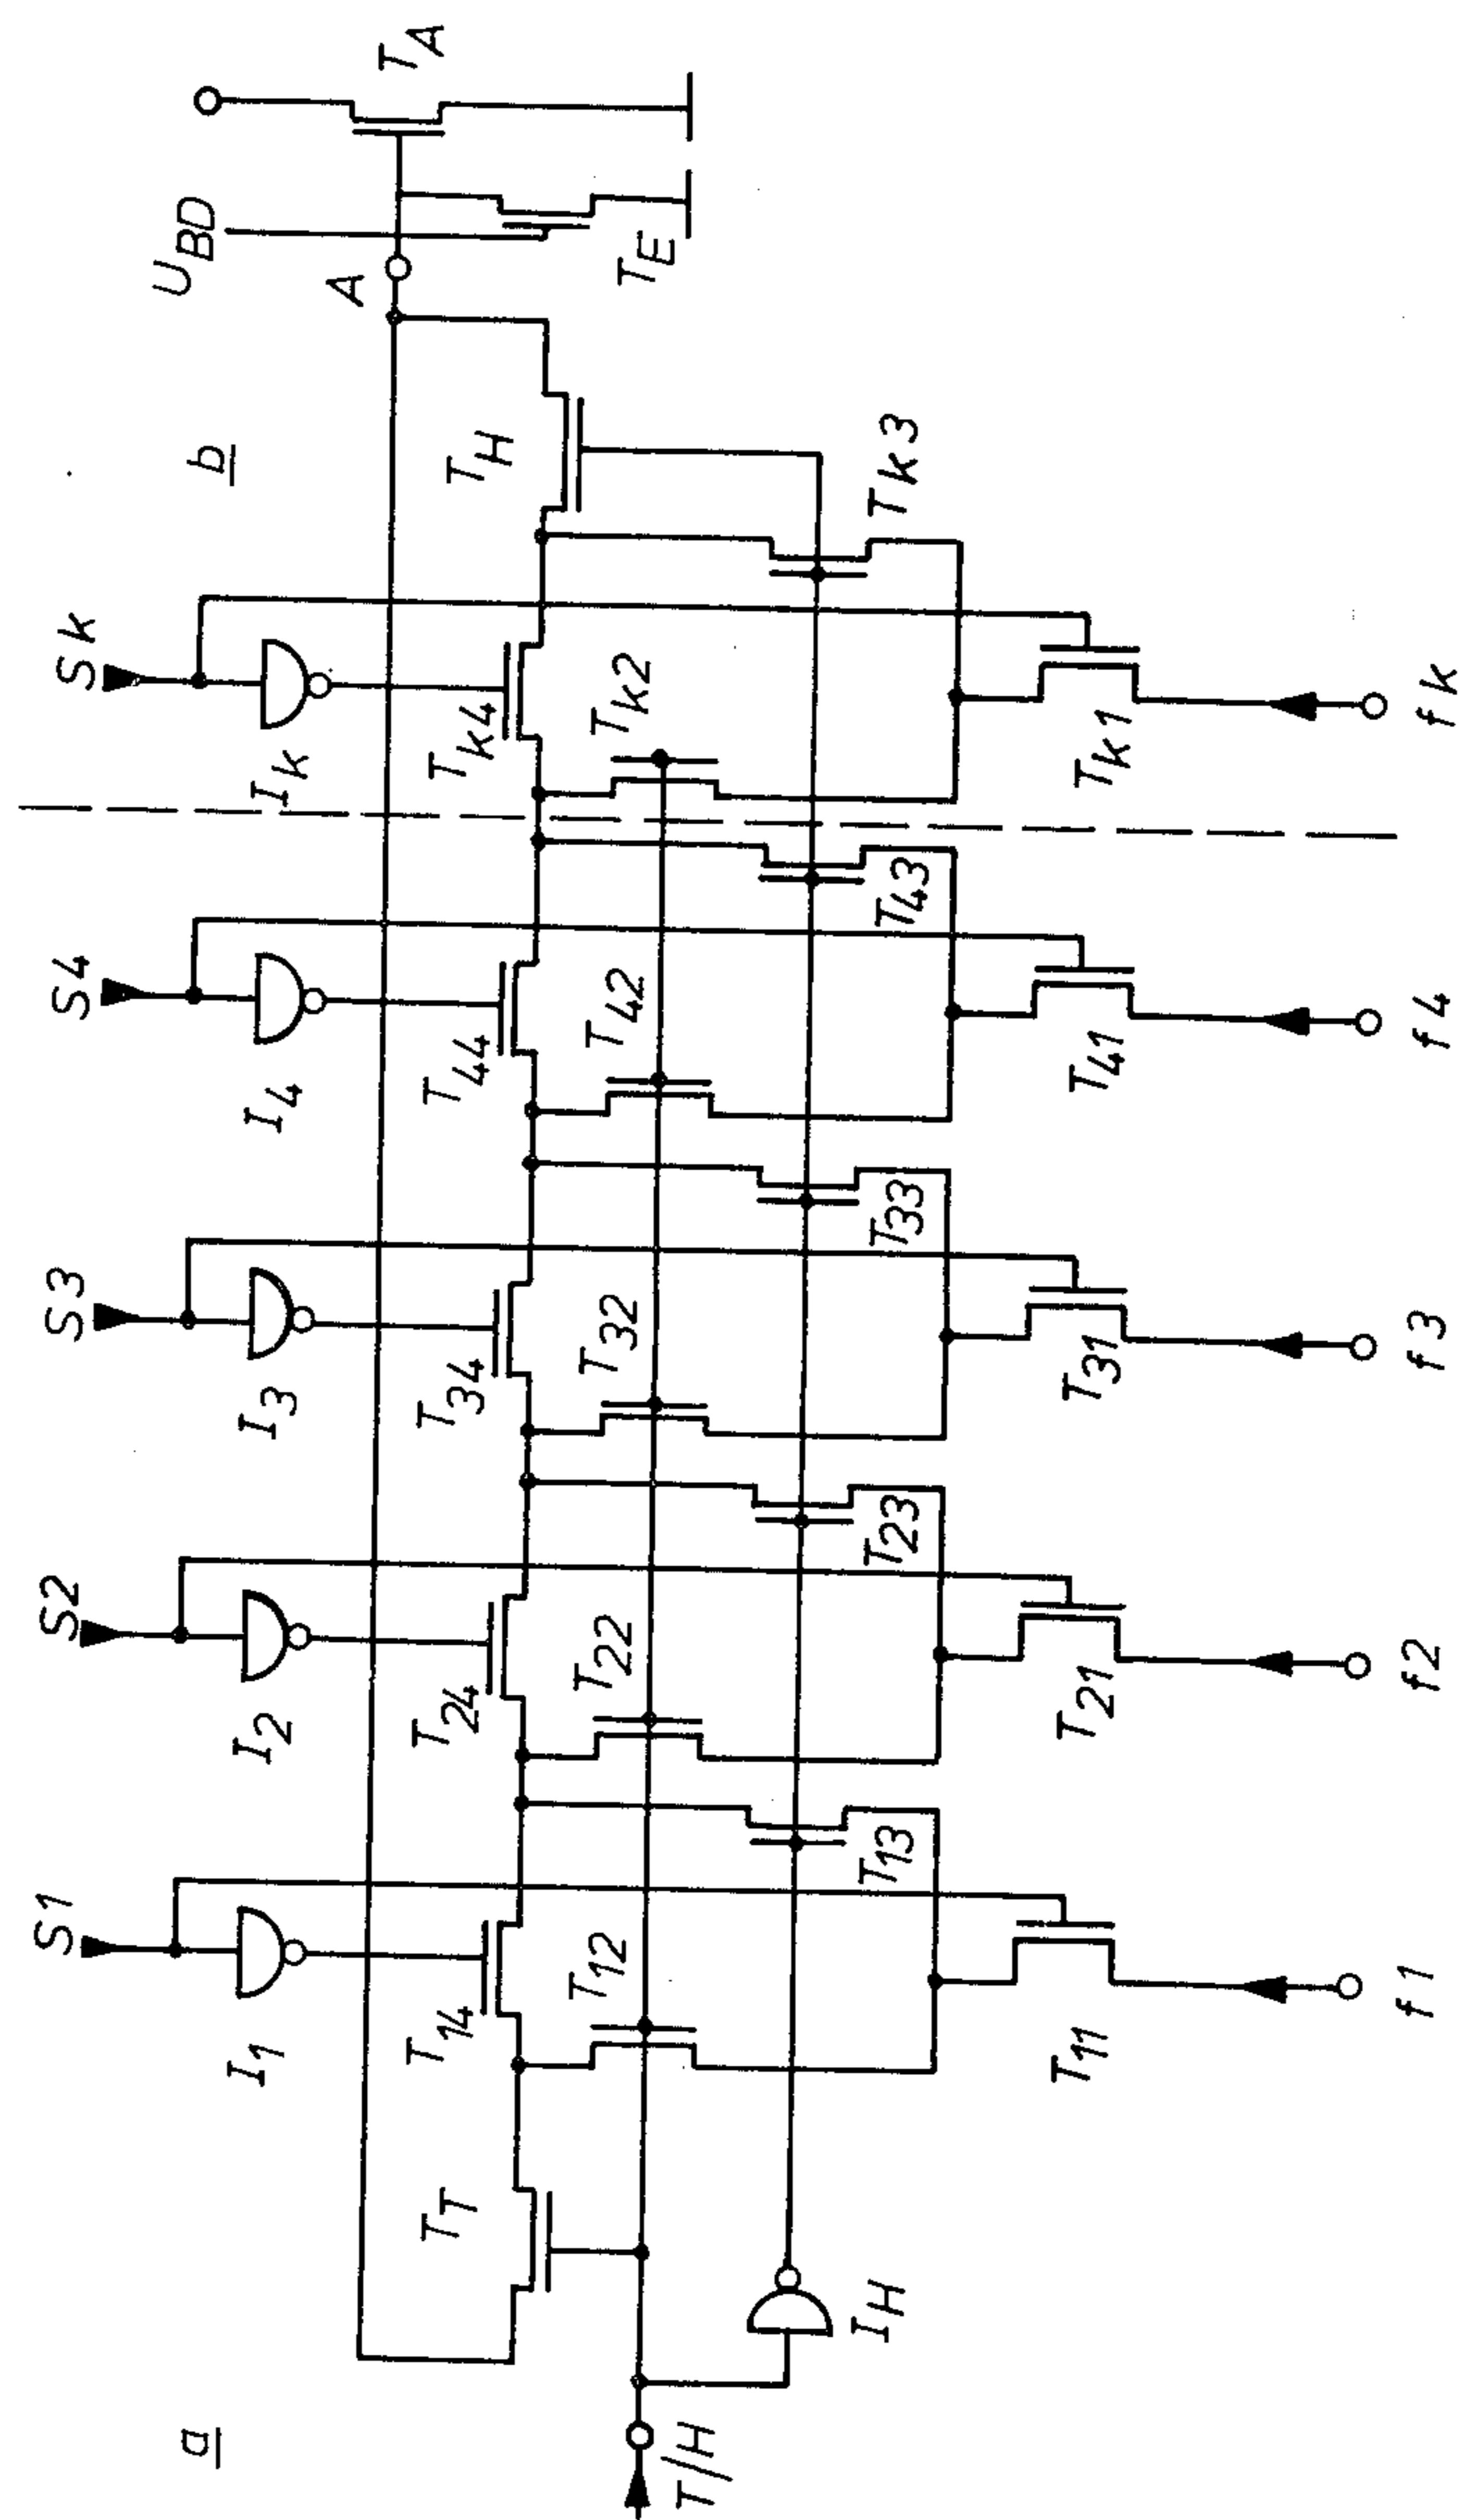 S1 S2 S3 S4 Sk
a b U_BD
I_1 I_2 I_3 I_4 I_K
A T_A
T_T T_14 T_24 T_34 T_44 T_K4 T_H
T_12 T_22 T_32 T_42 T_K2 T_E
T/H
I_H T_13 T_23 T_33 T_43 T_K3
T_11 T_21 T_31 T_41 T_K1
f1 f2 f3 f4 fk